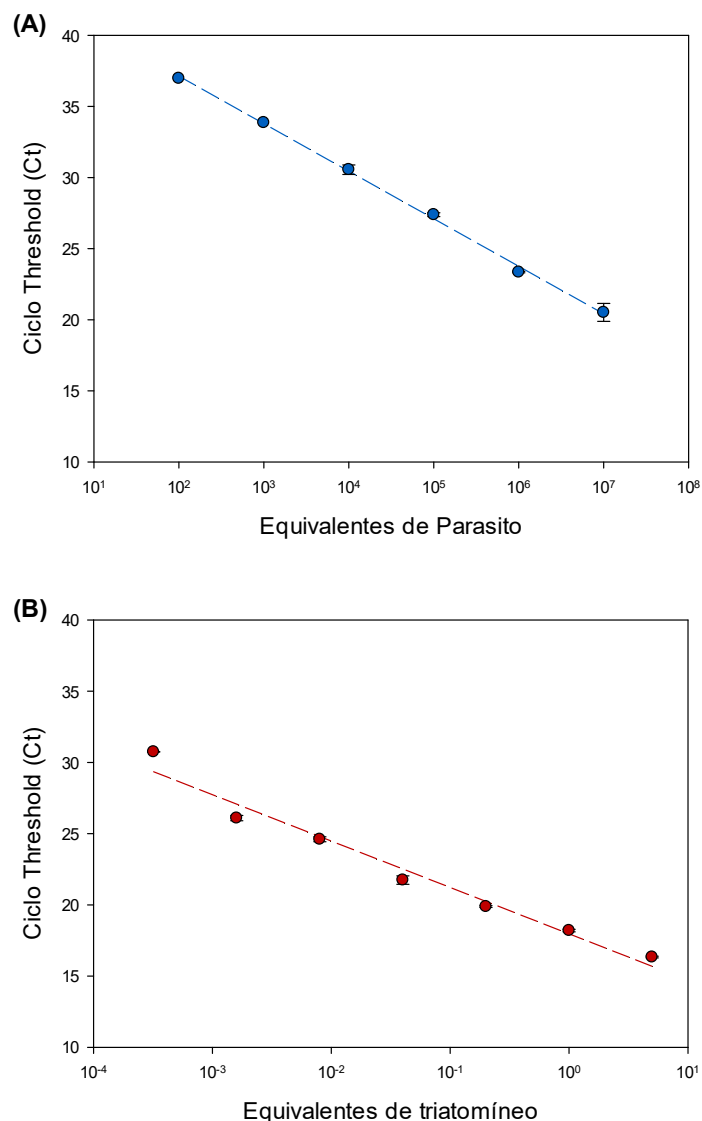 (A)
40
35
30
25
20
15
10
Ciclo Threshold (Ct)
10¹ 10² 10³ 10⁴ 10⁵ 10⁶ 10⁷ 10⁸
Equivalentes de Parasito
(B)
40
35
30
25
20
15
10
Ciclo Threshold (Ct)
10⁻⁴ 10⁻³ 10⁻² 10⁻¹ 10⁰ 10¹
Equivalentes de triatomíneo